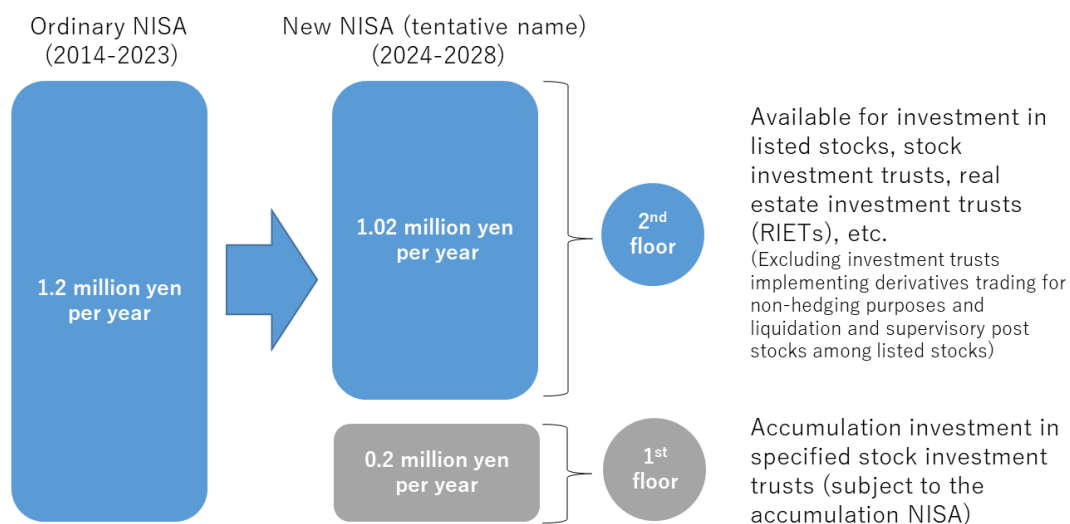 Ordinary NISA
(2014-2023)
New NISA (tentative name)
(2024-2028)
1.2 million yen
per year
1.02 million yen
per year
2nd
floor
Available for investment in
listed stocks, stock
investment trusts, real
estate investment trusts
(RIETs), etc.
(Excluding investment trusts
implementing derivatives trading for
non-hedging purposes and
liquidation and supervisory post
stocks among listed stocks)
0.2 million yen
per year
1st
floor
Accumulation investment in
specified stock investment
trusts (subject to the
accumulation NISA)